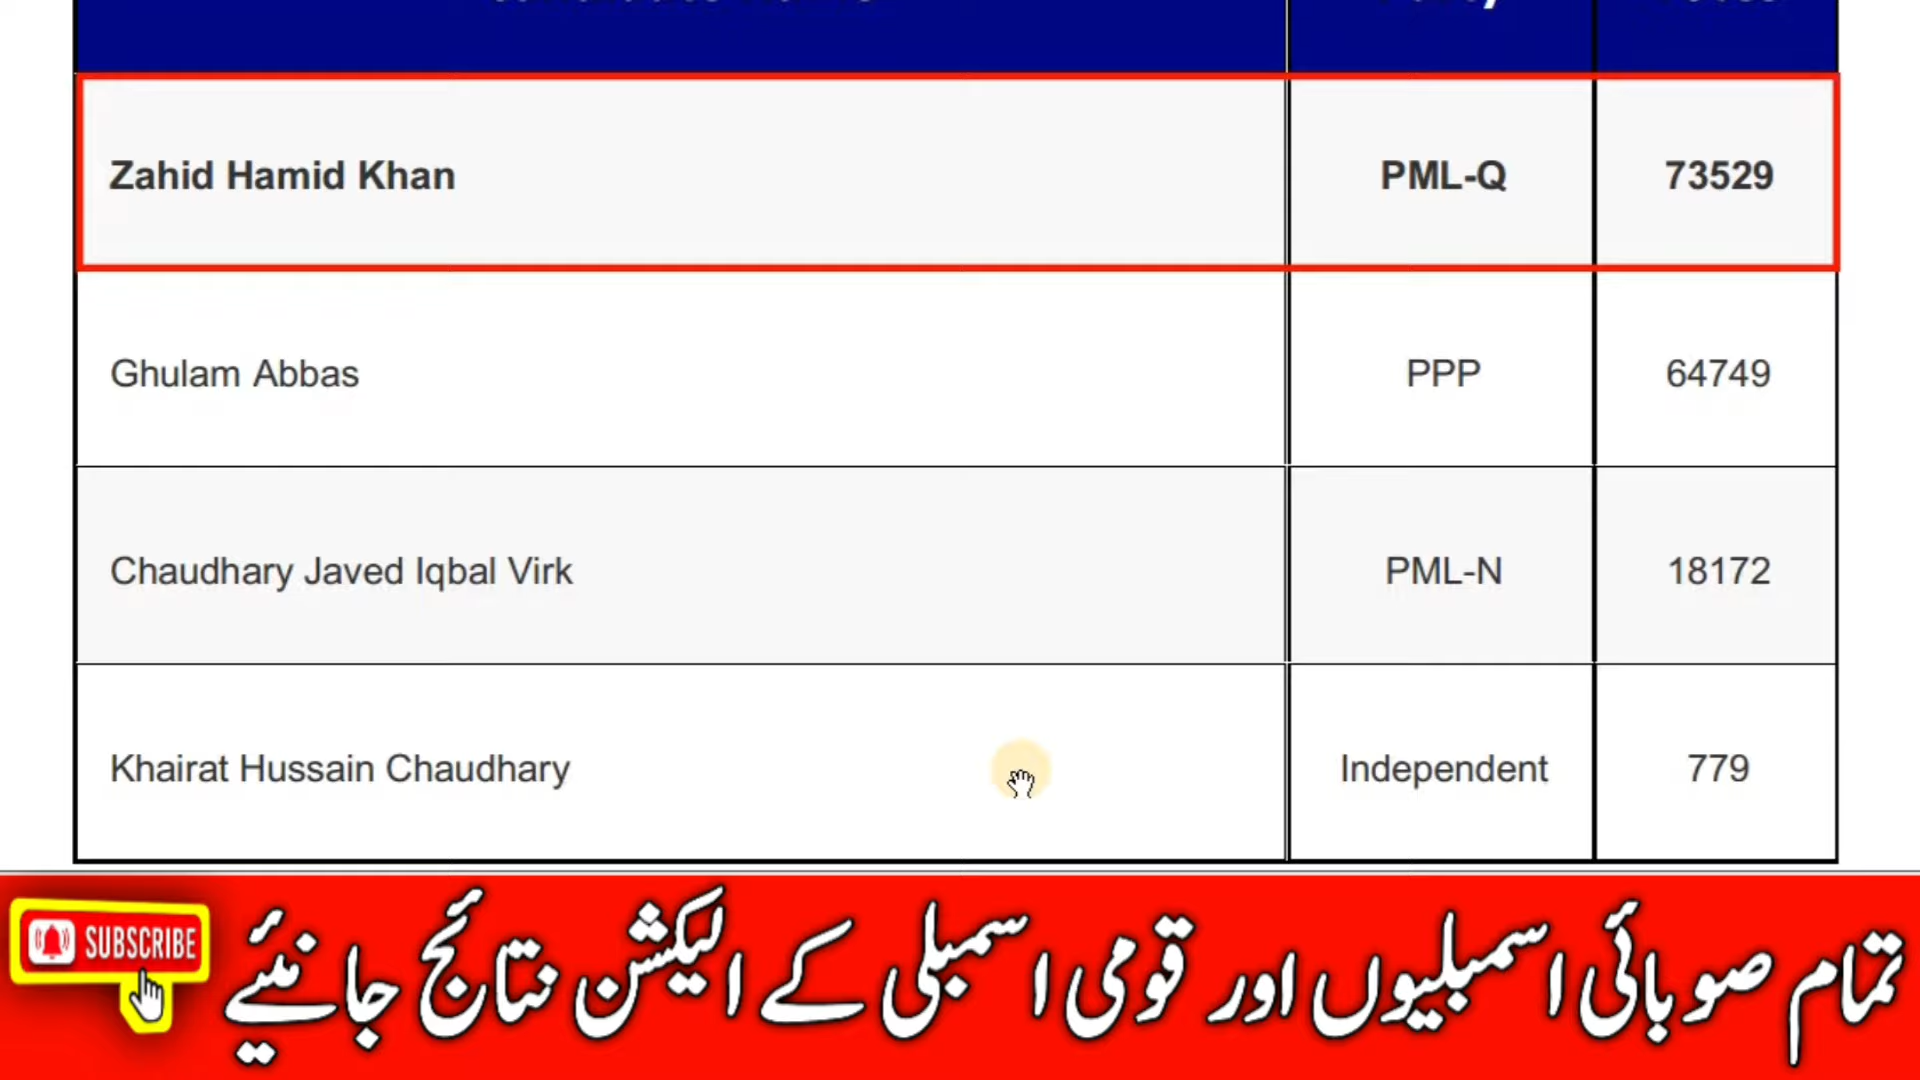 Zahid Hamid Khan PML-Q 73529
Ghulam Abbas PPP 64749
Chaudhary Javed Iqbal Virk PML-N 18172
Khairat Hussain Chaudhary Independent 779
SUBSCRIBE
تمام صوبائی اسمبلیوں اور قومی اسمبلی کے الیکشن نتائج جانئیے